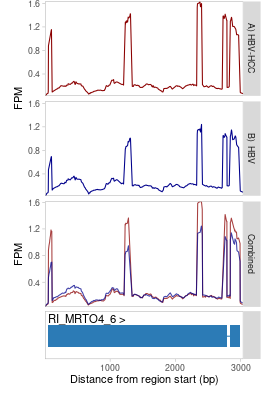 1.6
1.2
0.8
0.4
FPM
A) HBV-HCC
1.6
1.2
0.8
0.4
B) HBV
1.6
1.2
0.8
0.4
FPM
Combined
RI_MRTO4_6 >
1000
2000
3000
Distance from region start (bp)